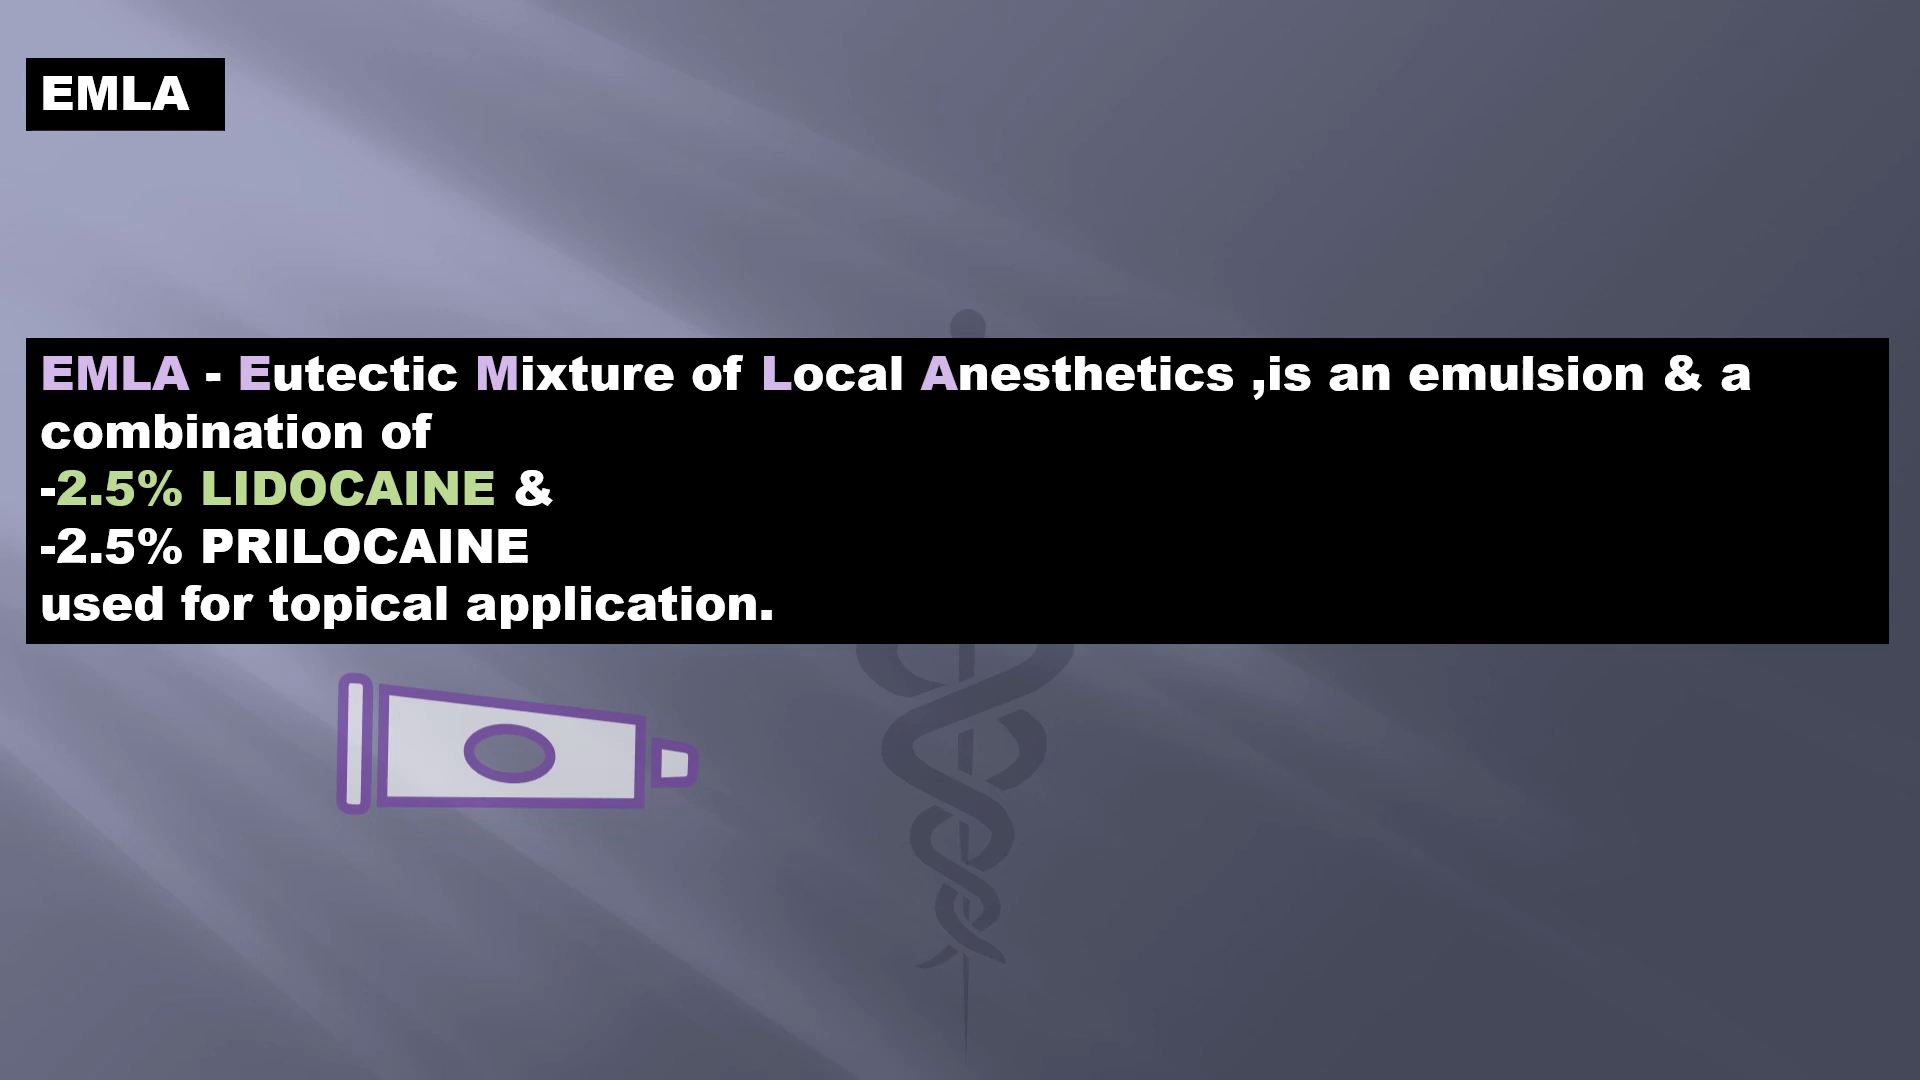 EMLA
EMLA - Eutectic Mixture of Local Anesthetics ,is an emulsion & a
combination of
-2.5% LIDOCAINE &
-2.5% PRILOCAINE
used for topical application.